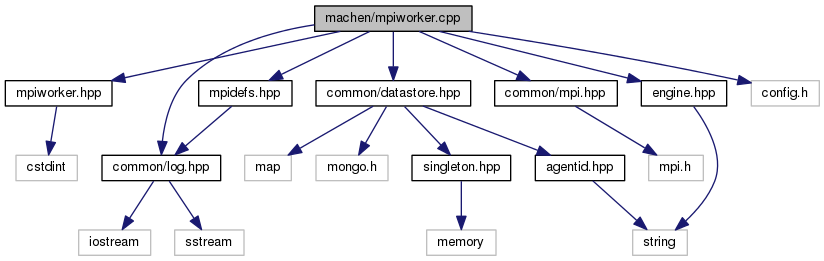 machen/mpiworker.cpp
mpiworker.hpp
mpidefs.hpp
common/datastore.hpp
common/mpi.hpp
engine.hpp
config.h
cstdint
common/log.hpp
map
mongo.h
singleton.hpp
agentid.hpp
mpi.h
iostream
sstream
memory
string